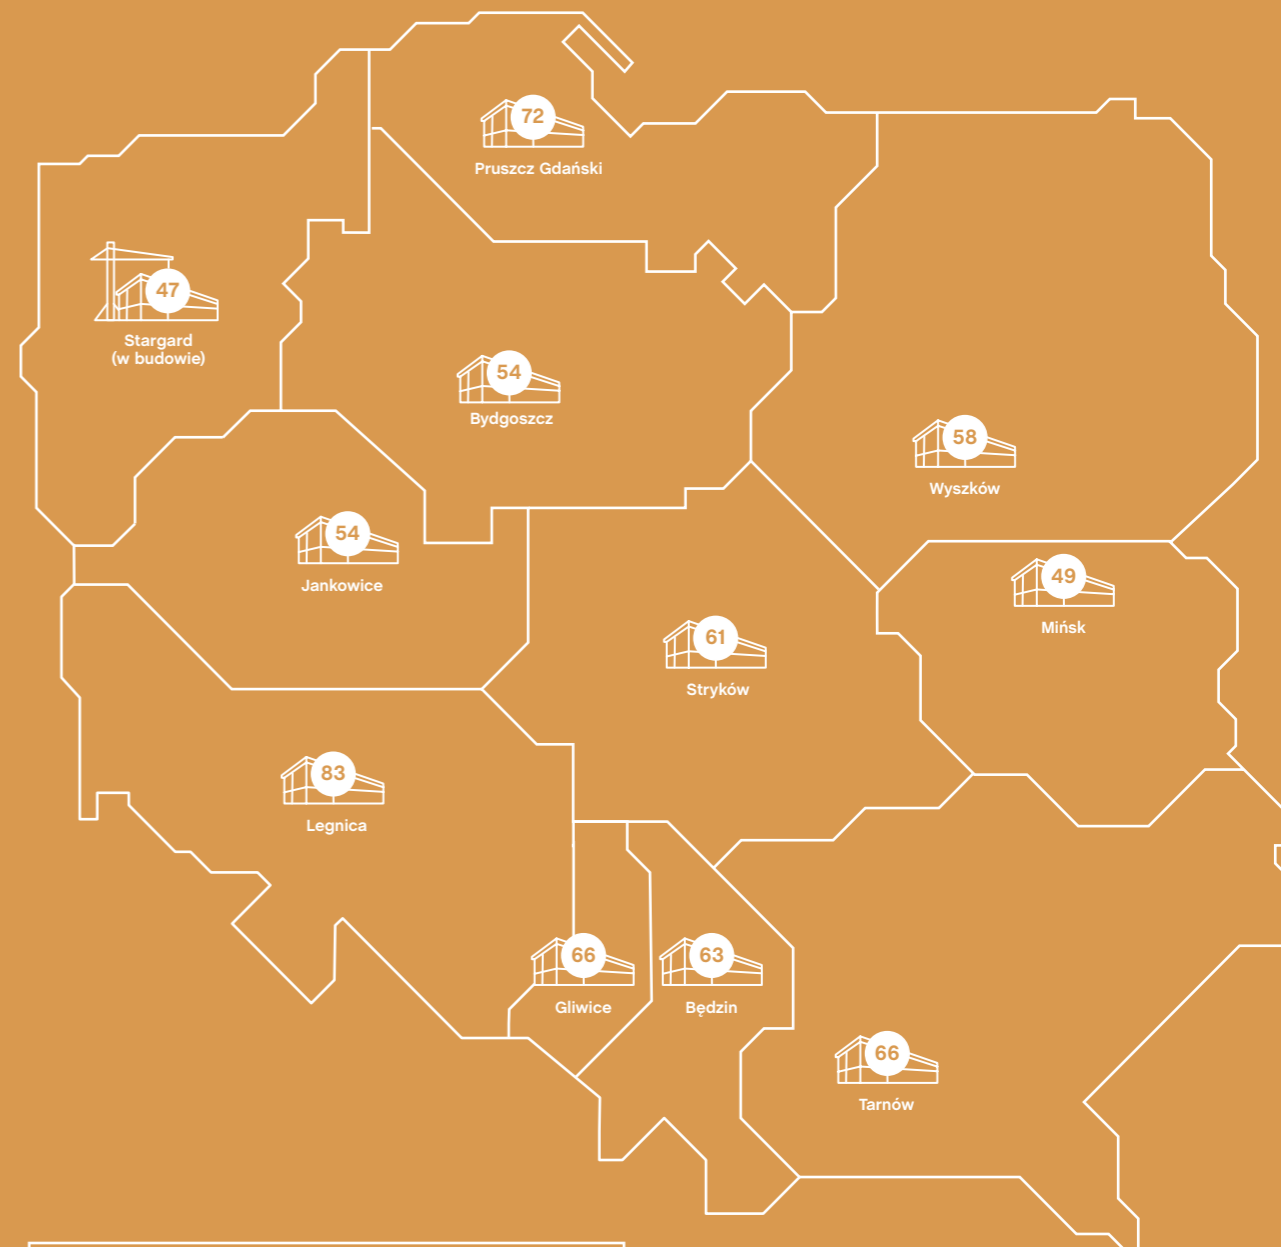 72
Pruszcz Gdański
47
Stargard
(w budowie)
54
Bydgoszcz
58
Wyszków
54
Jankowice
49
Mińsk
61
Stryków
83
Legnica
66
Gliwice
63
Będzin
66
Tarnów